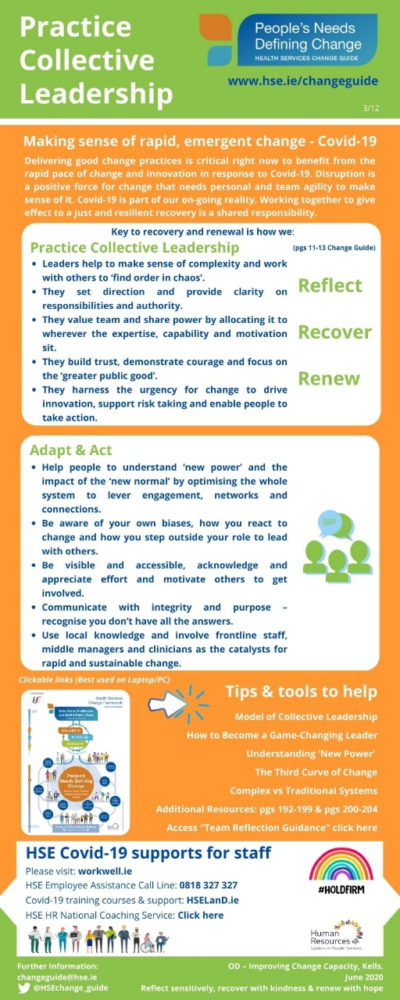 Practice
Collective
Leadership
People's Needs
Defining Change
HEALTH SERVICES CHANGE GUIDE
www.hse.ie/changeguide
3/12
Making sense of rapid, emergent change - Covid-19
Delivering good change practices is critical right now to benefit from the
rapid pace of change and innovation in response to Covid-19. Disruption is
a positive force for change that needs personal and team agility to make
sense of it. Covid-19 is part of our on-going reality. Working together to give
effect to a just and resilient recovery is a shared responsibility.
Key to recovery and renewal is how we:
Practice Collective Leadership
(pgs 11-13 Change Guide)
• Leaders help to make sense of complexity and work
with others to 'find order in chaos'.
• They set direction and provide clarity on
responsibilities and authority.
• They value team and share power by allocating it to
wherever the expertise, capability and motivation
sit.
• They build trust, demonstrate courage and focus on
the 'greater public good'.
• They harness the urgency for change to drive
innovation, support risk taking and enable people to
take action.
Reflect
Recover
Renew
Adapt & Act
• Help people to understand 'new power' and the
impact of the 'new normal' by optimising the whole
system to lever engagement, networks and
connections.
• Be aware of your own biases, how you react to
change and how you step outside your role to lead
with others.
• Be visible and accessible, acknowledge and
appreciate effort and motivate others to get
involved.
• Communicate with integrity and purpose –
recognise you don't have all the answers.
• Use local knowledge and involve frontline staff,
middle managers and clinicians as the catalysts for
rapid and sustainable change.
Clickable links (Best used on Laptop/PC)
Health Services
Change Framework
Safer Better Healthcare,
and Staff & Public Value
DELIVER
DESIGN
DEFINE
People's
Needs Defining
Change
Tips & tools to help
Model of Collective Leadership
How to Become a Game-Changing Leader
Understanding 'New Power'
The Third Curve of Change
Complex vs Traditional Systems
Additional Resources: pgs 192-199 & pgs 200-204
Access "Team Reflection Guidance" click here
HSE Covid-19 supports for staff
Please visit: workwell.ie
HSE Employee Assistance Call Line: 0818 327 327
Covid-19 training courses & support: HSELanD.ie
HSE HR National Coaching Service: Click here
#HOLDFIRM
Human
Resources
Leaders in People Services
Further information:
changeguide@hse.ie
@HSEchange_guide
OD – Improving Change Capacity, Kells.
June 2020
Reflect sensitively, recover with kindness & renew with hope